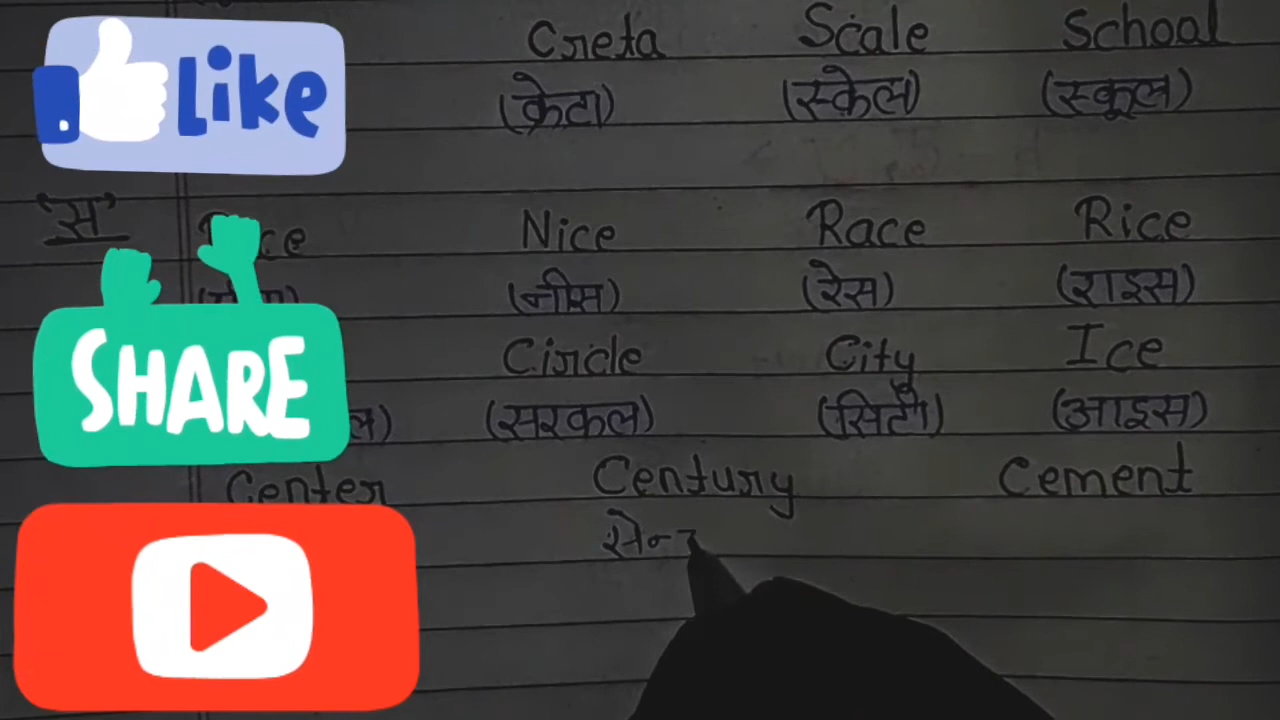 Like
Creta Scale School
(क्रेटा) (स्केल) (स्कूल)
"स"
Nice Race Rice
(नीस) (रेस) (राइस)
SHARE
Circle City Ice
(सरकल) (सिटी) (आइस)
Center Century Cement
सेन्